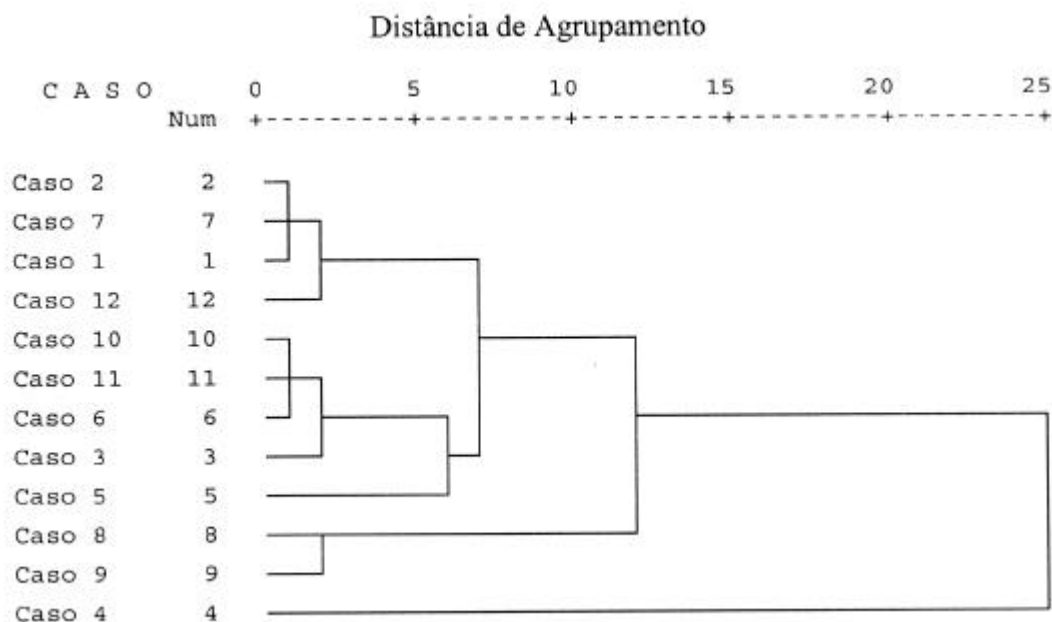 Distância de Agrupamento
C A S O 0 5 10 15 20 25
Num
Caso 2 2
Caso 7 7
Caso 1 1
Caso 12 12
Caso 10 10
Caso 11 11
Caso 6 6
Caso 3 3
Caso 5 5
Caso 8 8
Caso 9 9
Caso 4 4